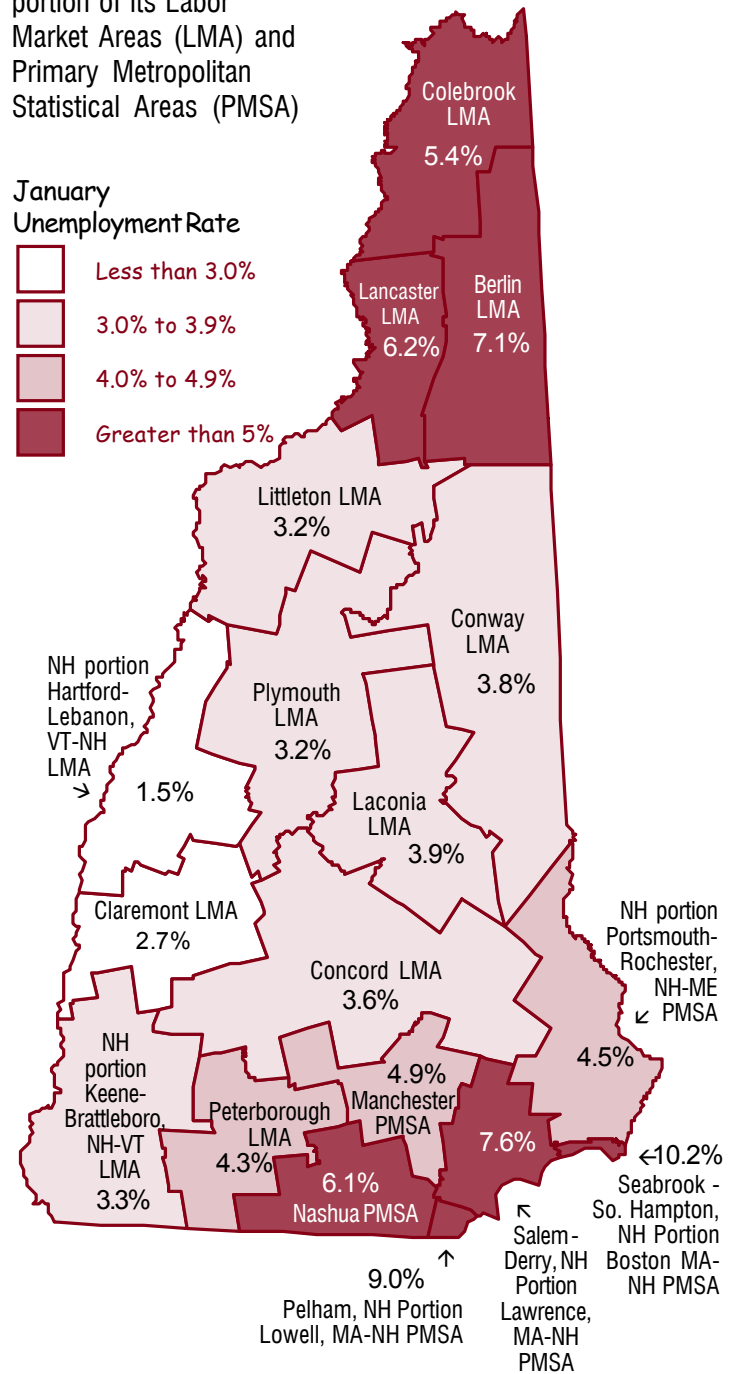 portion of its Labor
Market Areas (LMA) and
Primary Metropolitan
Statistical Areas (PMSA)
January
Unemployment Rate
Less than 3.0%
3.0% to 3.9%
4.0% to 4.9%
Greater than 5%
Colebrook
LMA
5.4%
Lancaster
LMA
6.2%
Berlin
LMA
7.1%
Littleton LMA
3.2%
Conway
LMA
3.8%
NH portion
Hartford-
Lebanon,
VT-NH
LMA
1.5%
Plymouth
LMA
3.2%
Laconia
LMA
3.9%
Claremont LMA
2.7%
Concord LMA
3.6%
NH portion
Portsmouth-
Rochester,
NH-ME
PMSA
4.5%
NH
portion
Keene-
Brattleboro,
NH-VT
LMA
3.3%
Peterborough
LMA
4.3%
4.9%
Manchester
PMSA
6.1%
Nashua PMSA
7.6%
10.2%
Seabrook -
So. Hampton,
NH Portion
Boston MA-
NH PMSA
9.0%
Pelham, NH Portion
Lowell, MA-NH PMSA
Salem-
Derry, NH
Portion
Lawrence,
MA-NH
PMSA